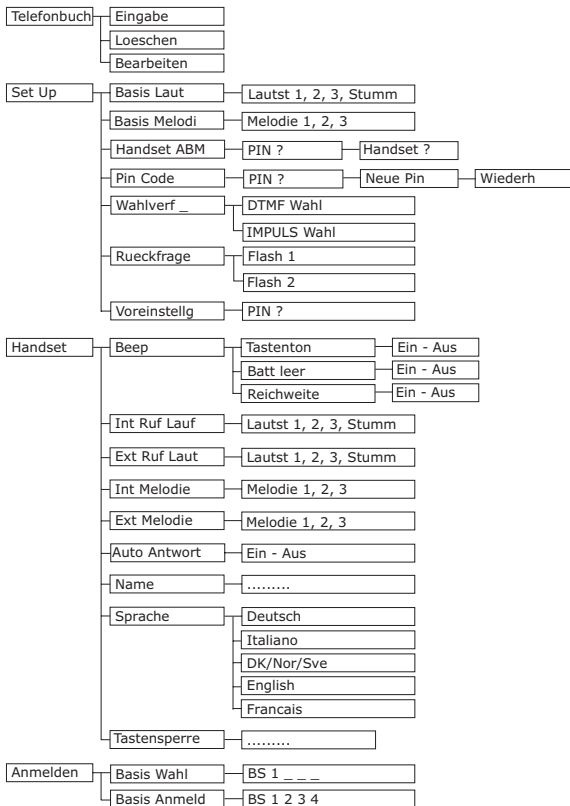 Telefonbuch Eingabe
Loeschen
Bearbeiten
Set Up Basis Laut Lautst 1, 2, 3, Stumm
Basis Melodi Melodie 1, 2, 3
Handset ABM PIN ? Handset ?
Pin Code PIN ? Neue Pin Wiederh
Wahlverf _ DTMF Wahl
IMPULS Wahl
Rueckfrage Flash 1
Flash 2
Voreinstellg PIN ?
Handset Beep Tastenton Ein - Aus
Batt leer Ein - Aus
Reichweite Ein - Aus
Int Ruf Lauf Lautst 1, 2, 3, Stumm
Ext Ruf Laut Lautst 1, 2, 3, Stumm
Int Melodie Melodie 1, 2, 3
Ext Melodie Melodie 1, 2, 3
Auto Antwort Ein - Aus
Name .........
Sprache Deutsch
Italiano
DK/Nor/Sve
English
Francais
Tastensperre .........
Anmelden Basis Wahl BS 1 _ _ _
Basis Anmeld BS 1 2 3 4